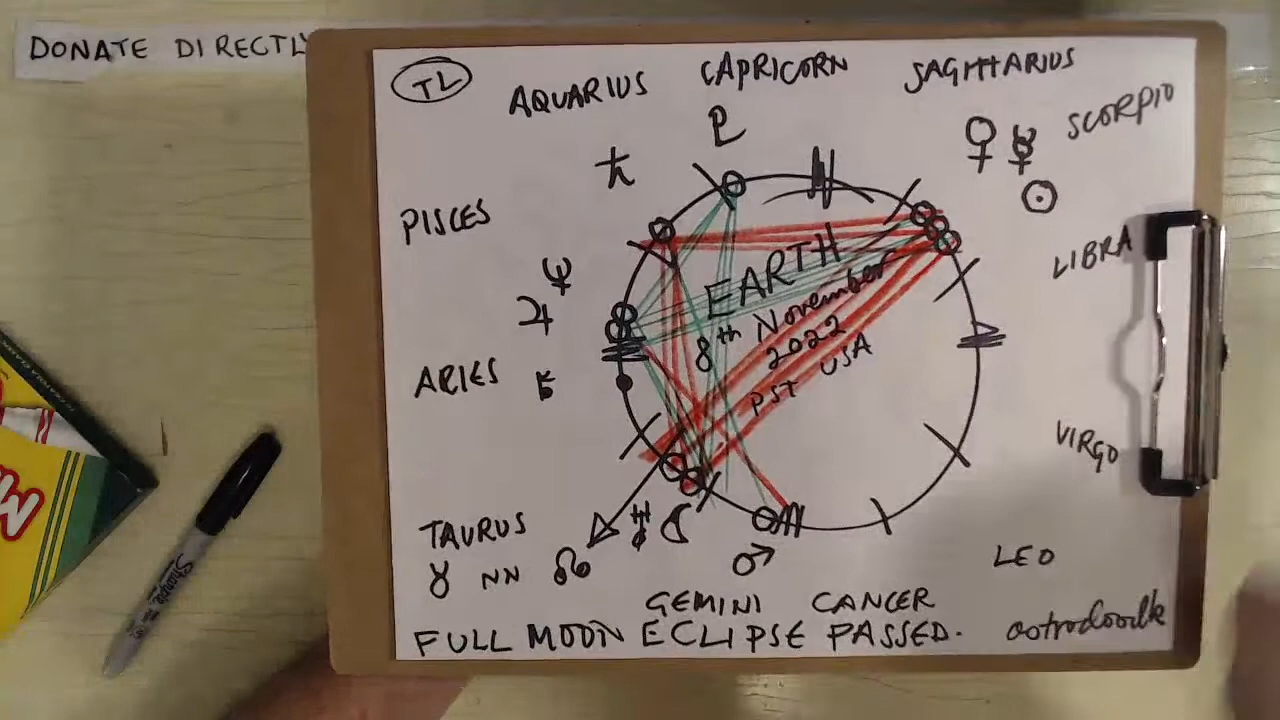 DONATE DIRECTLY
TL
AQUARIUS
CAPRICORN
SAGITTARIUS
SCORPIO
PISCES
LIBRA
EARTH
8th November
2022
PST USA
ARIES
VIRGO
TAURUS
NN
LEO
GEMINI CANCER
FULL MOON ECLIPSE PASSED.
astrodoodle
Sharpie